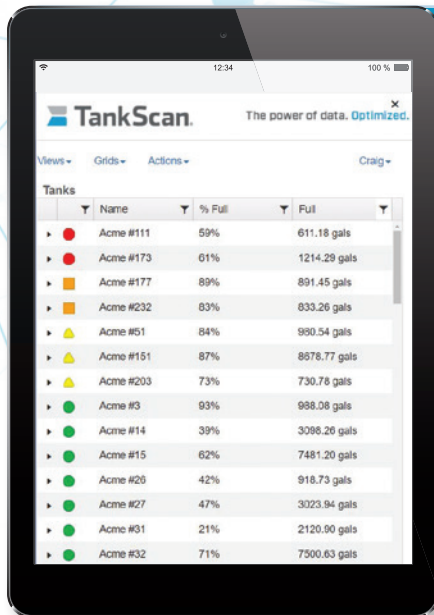 12:34 100 %
TankScan. The power of data. Optimized.
Views Grids Actions Craig
Tanks
Name % Full Full
Acme #111 59% 611.18 gals
Acme #173 61% 1214.29 gals
Acme #177 89% 891.45 gals
Acme #232 83% 833.26 gals
Acme #51 84% 980.54 gals
Acme #151 87% 8678.77 gals
Acme #203 73% 730.78 gals
Acme #3 93% 988.08 gals
Acme #14 39% 3098.26 gals
Acme #15 62% 7481.20 gals
Acme #26 42% 918.73 gals
Acme #27 47% 3023.94 gals
Acme #31 21% 2120.90 gals
Acme #32 71% 7500.63 gals